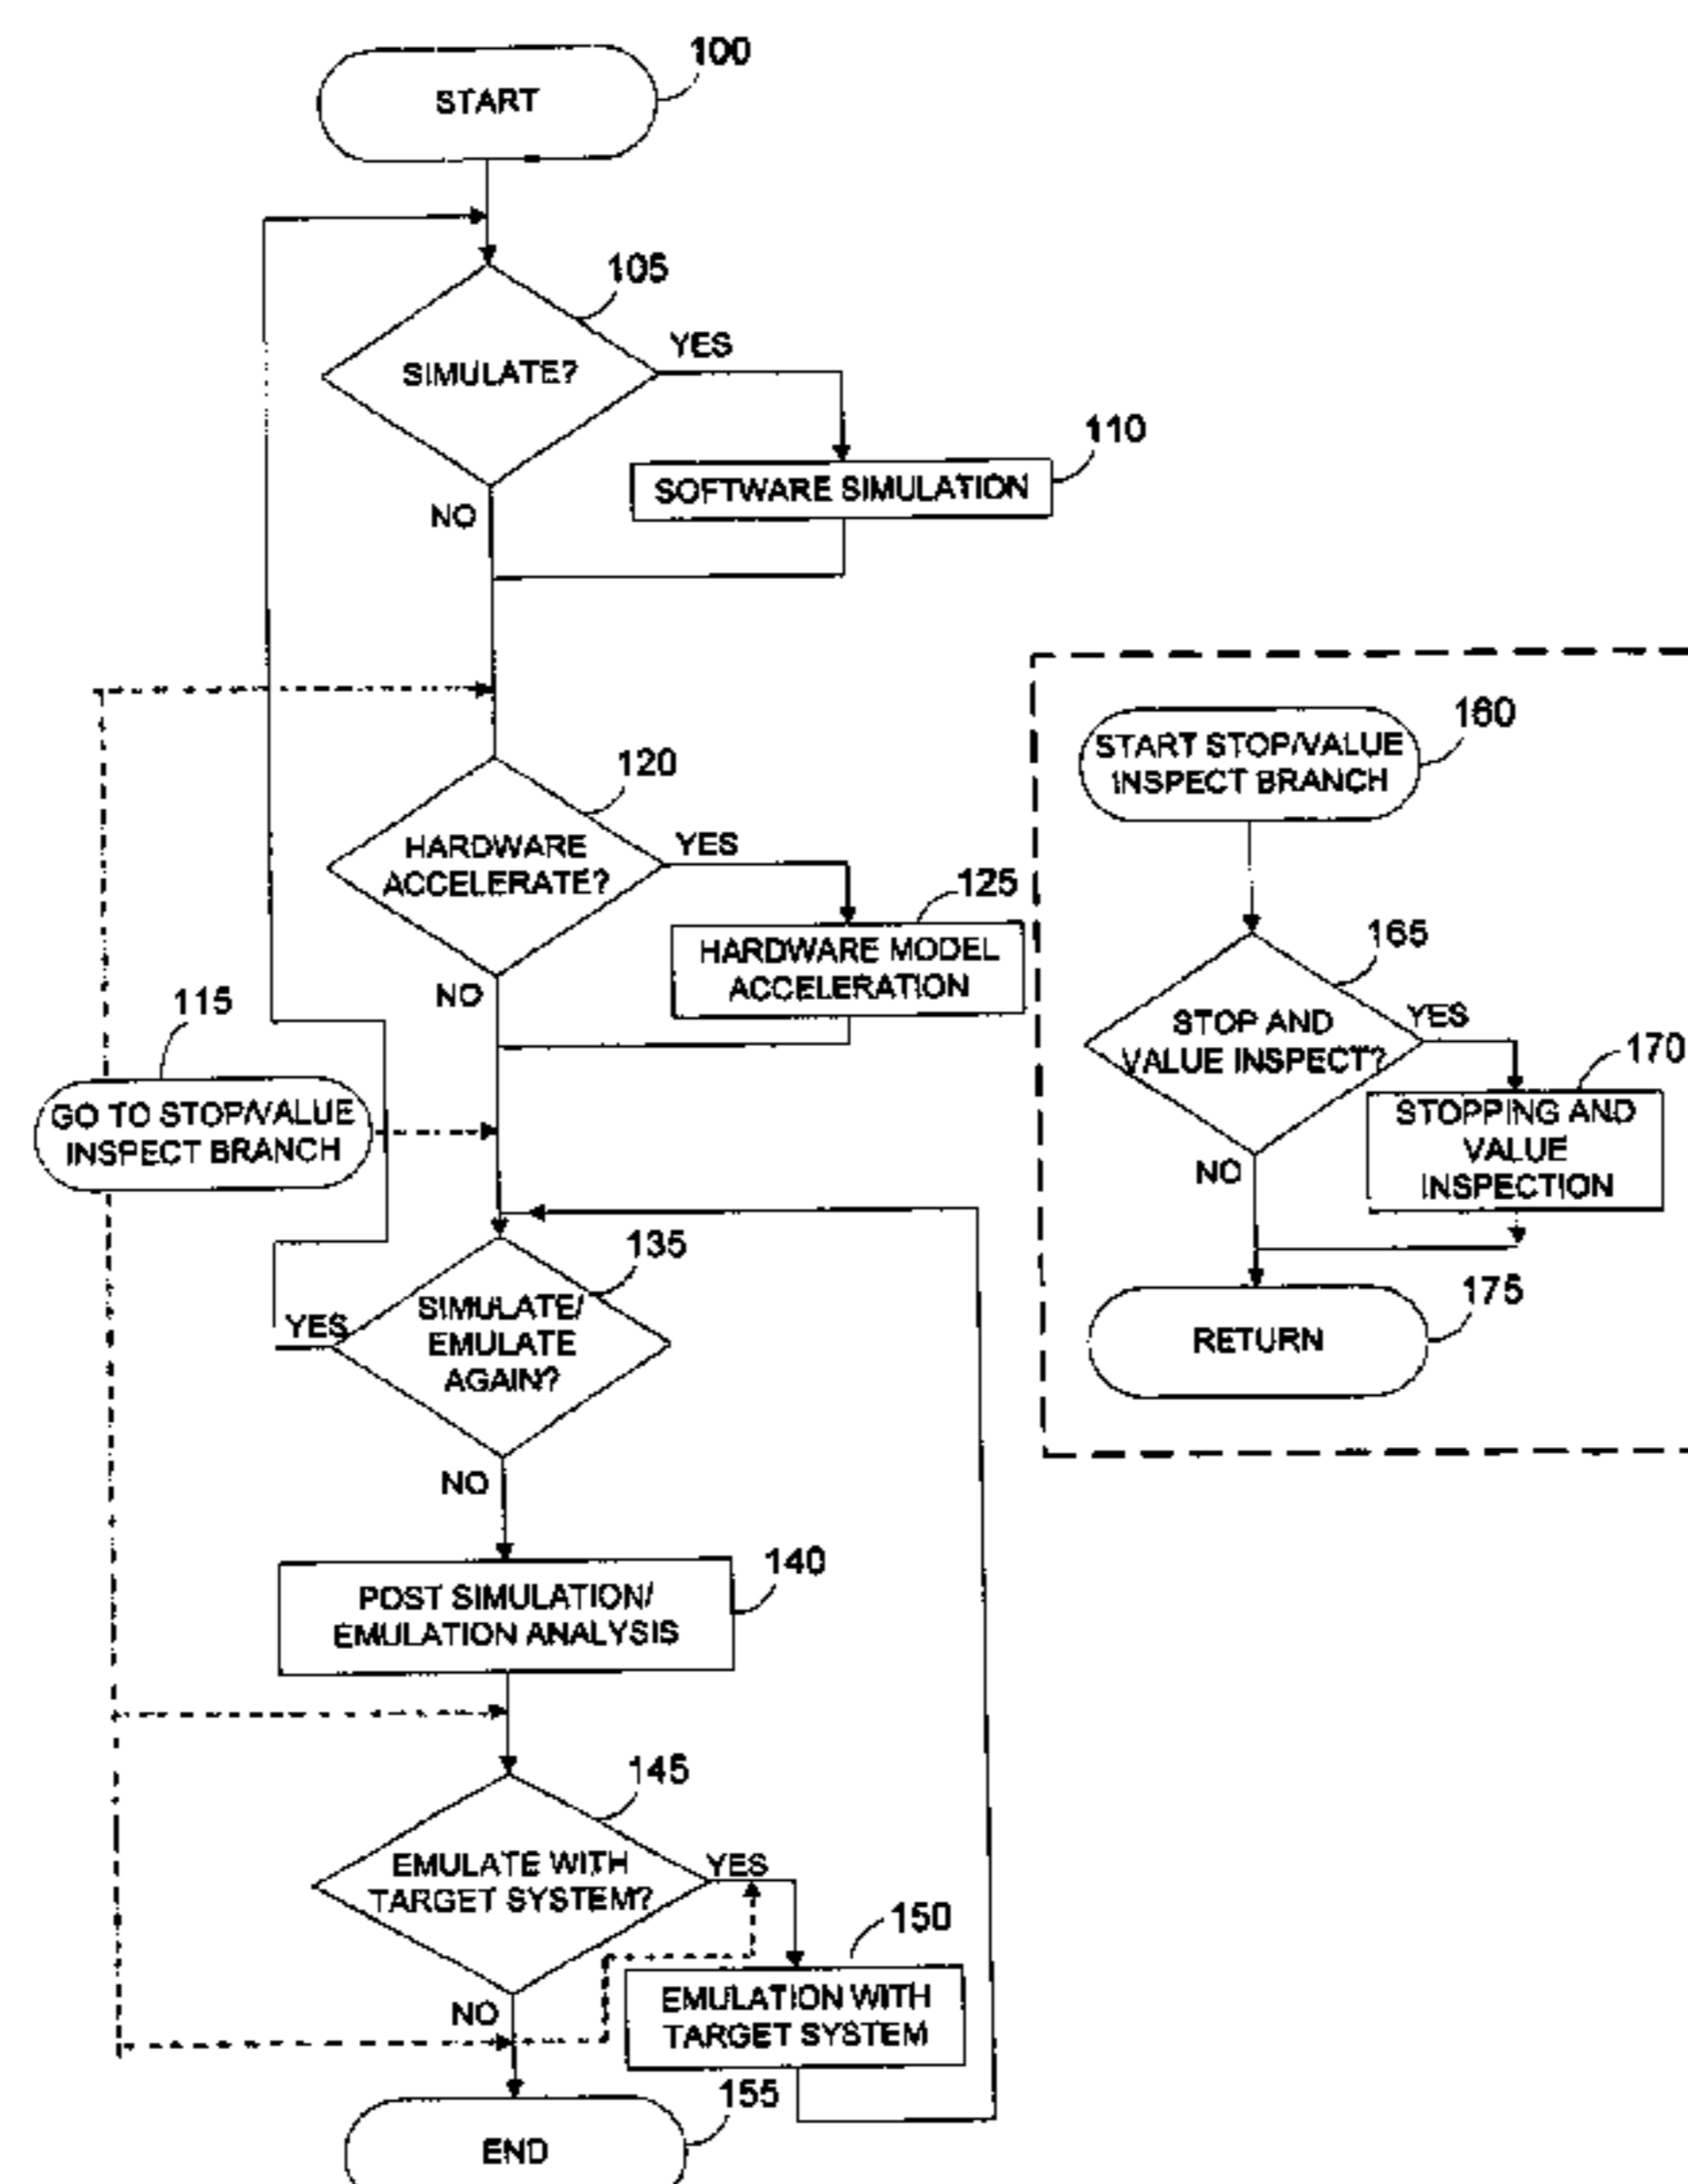 100
START
105
SIMULATE?
YES
110
SOFTWARE SIMULATION
NO
120
HARDWARE
ACCELERATE?
YES
125
HARDWARE MODEL
ACCELERATION
NO
115
GO TO STOP/VALUE
INSPECT BRANCH
135
SIMULATE/
EMULATE
AGAIN?
YES
NO
140
POST SIMULATION/
EMULATION ANALYSIS
145
EMULATE WITH
TARGET SYSTEM?
YES
150
EMULATION WITH
TARGET SYSTEM
NO
155
END
160
START STOP/VALUE
INSPECT BRANCH
165
STOP AND
VALUE INSPECT?
YES
170
STOPPING AND
VALUE
INSPECTION
NO
175
RETURN